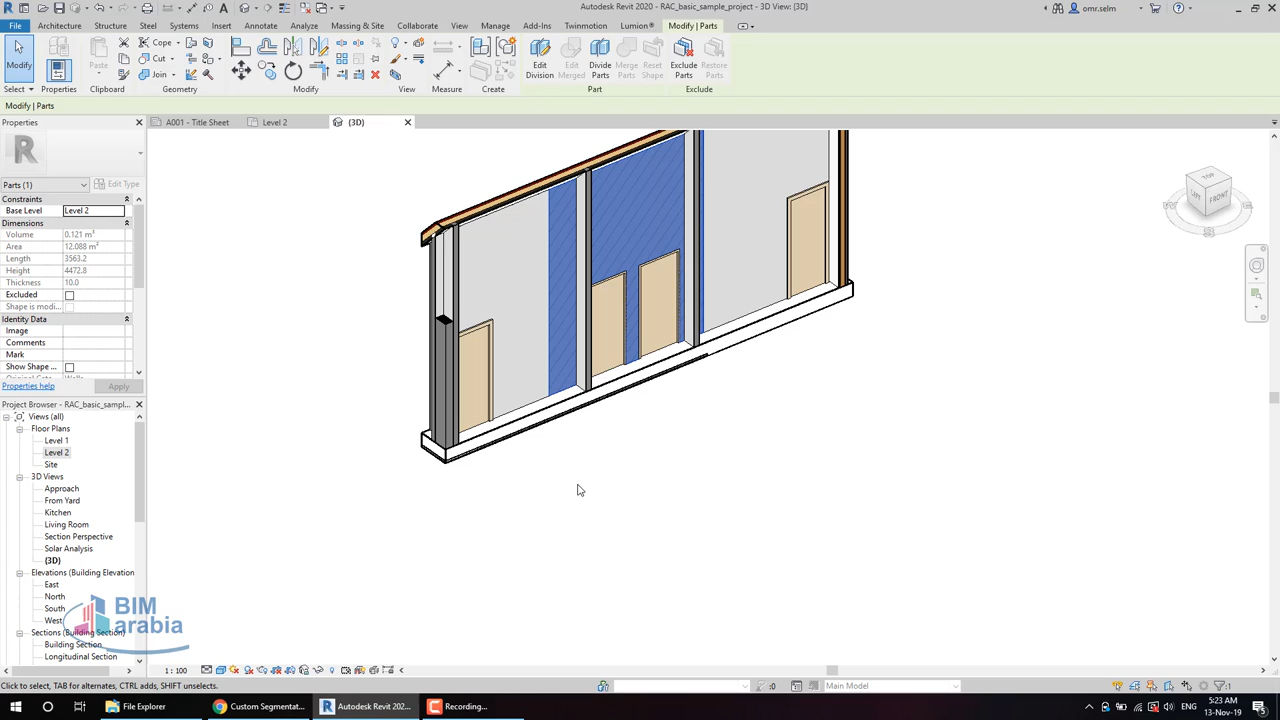 Autodesk Revit 2020 - RAC_basic_sample_project - 3D View: {3D}
omr.selm
File Architecture Structure Steel Systems Insert Annotate Analyze Massing & Site Collaborate View Manage Add-Ins Twinmotion Lumion® Modify | Parts
Modify
Properties
Paste
Cope
Cut
Join
Edit Division
Edit Merged
Divide Parts
Merge Parts
Reset Shape
Exclude Parts
Restore Parts
Select Properties Clipboard Geometry Modify View Measure Create Part Exclude
Modify | Parts
Properties
A001 - Title Sheet
Level 2
{3D}
Parts (1) Edit Type
Constraints
Base Level Level 2
Dimensions
Volume 0.121 m³
Area 12.088 m²
Length 3563.2
Height 4472.8
Thickness 10.0
Excluded
Shape is modi...
Identity Data
Image
Comments
Mark
Show Shape ...
Properties help Apply
Project Browser - RAC_basic_sampl...
Views (all)
Floor Plans
Level 1
Level 2
Site
3D Views
Approach
From Yard
Kitchen
Living Room
Section Perspective
Solar Analysis
{3D}
Elevations (Building Elevation
East
North
South
West
Sections (Building Section)
Building Section
Longitudinal Section
BIM
arabia
TOP
LEFT
FRONT
1 : 100
Click to select, TAB for alternates, CTRL adds, SHIFT unselects.
:0
Main Model
:1
File Explorer
Custom Segmentat...
Autodesk Revit 202...
Recording...
5:23 AM
13-Nov-19